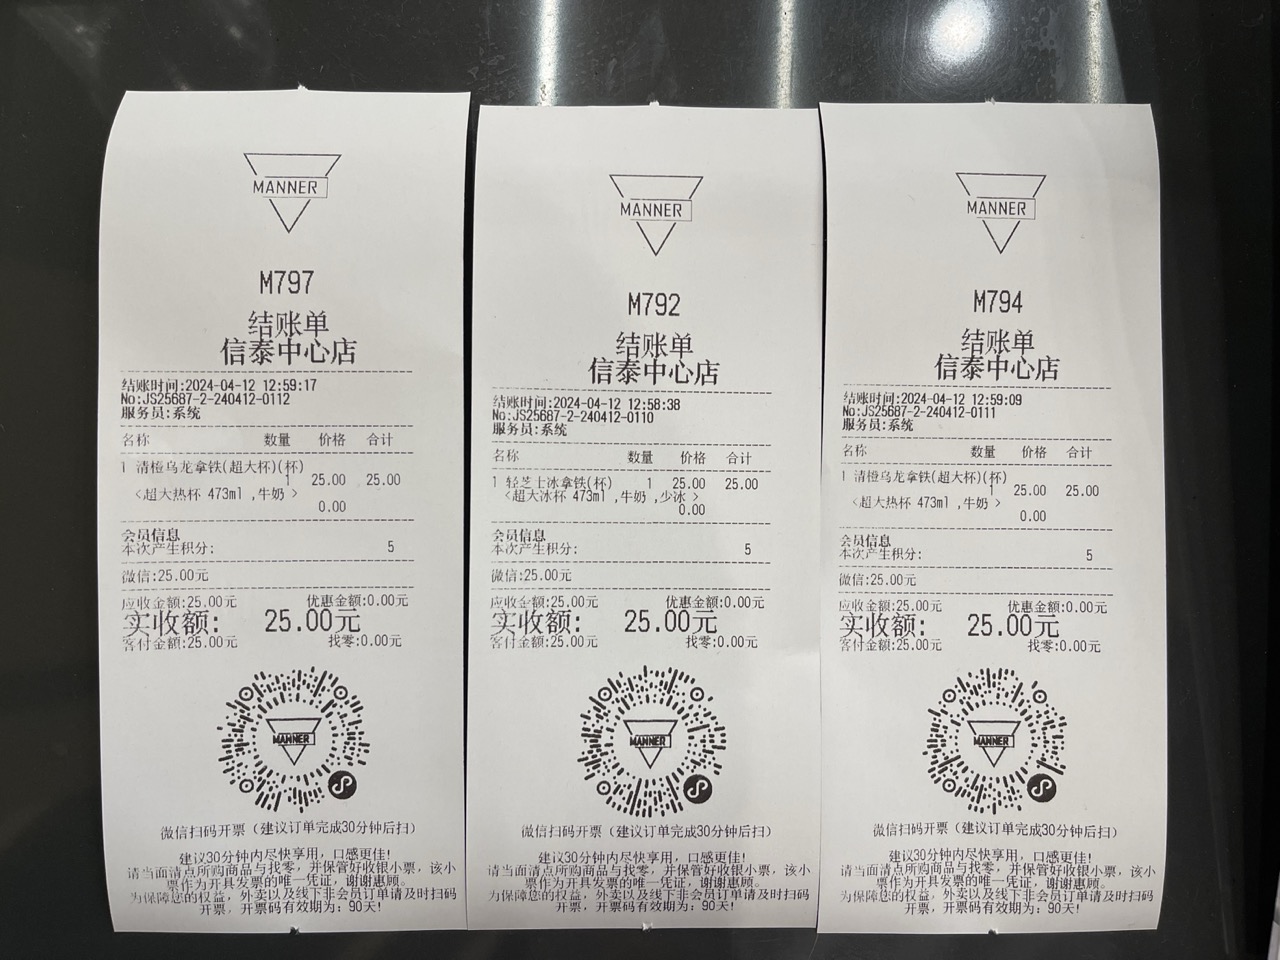 MANNER
M797
结账单
信泰中心店
结账时间:2024-04-12 12:59:17
No:JS25687-2-240412-0112
服务员:系统
名称 数量 价格 合计
1 清橙乌龙拿铁(超大杯)(杯)
1 25.00 25.00
<超大热杯 473ml ,牛奶 >
0.00
会员信息
本次产生积分: 5
微信:25.00元
应收金额:25.00元 优惠金额:0.00元
实收额: 25.00元
客付金额:25.00元 找零:0.00元
MANNER
微信扫码开票（建议订单完成30分钟后扫）
建议30分钟内尽快享用，口感更佳!
请当面清点所购商品与找零，并保管好收银小票，该小
票作为开具发票的唯一凭证，谢谢惠顾。
为保障您的权益，外卖以及线下非会员订单请及时扫码
开票，开票码有效期为：90天!
MANNER
M792
结账单
信泰中心店
结账时间:2024-04-12 12:58:38
No:JS25687-2-240412-0110
服务员:系统
名称 数量 价格 合计
1 轻芝士冰拿铁(杯) 1 25.00 25.00
<超大冰杯 473ml ,牛奶 ,少冰 >
0.00
会员信息
本次产生积分: 5
微信:25.00元
应收金额:25.00元 优惠金额:0.00元
实收额: 25.00元
客付金额:25.00元 找零:0.00元
MANNER
微信扫码开票（建议订单完成30分钟后扫）
建议30分钟内尽快享用，口感更佳!
请当面清点所购商品与找零，并保管好收银小票，该小
票作为开具发票的唯一凭证，谢谢惠顾。
为保障您的权益，外卖以及线下非会员订单请及时扫码
开票，开票码有效期为：90天!
MANNER
M794
结账单
信泰中心店
结账时间:2024-04-12 12:59:09
No:JS25687-2-240412-0111
服务员:系统
名称 数量 价格 合计
1 清橙乌龙拿铁(超大杯)(杯)
1 25.00 25.00
<超大热杯 473ml ,牛奶 >
0.00
会员信息
本次产生积分: 5
微信:25.00元
应收金额:25.00元 优惠金额:0.00元
实收额: 25.00元
客付金额:25.00元 找零:0.00元
MANNER
微信扫码开票（建议订单完成30分钟后扫）
建议30分钟内尽快享用，口感更佳!
请当面清点所购商品与找零，并保管好收银小票，该小
票作为开具发票的唯一凭证，谢谢惠顾。
为保障您的权益，外卖以及线下非会员订单请及时扫码
开票，开票码有效期为：90天!